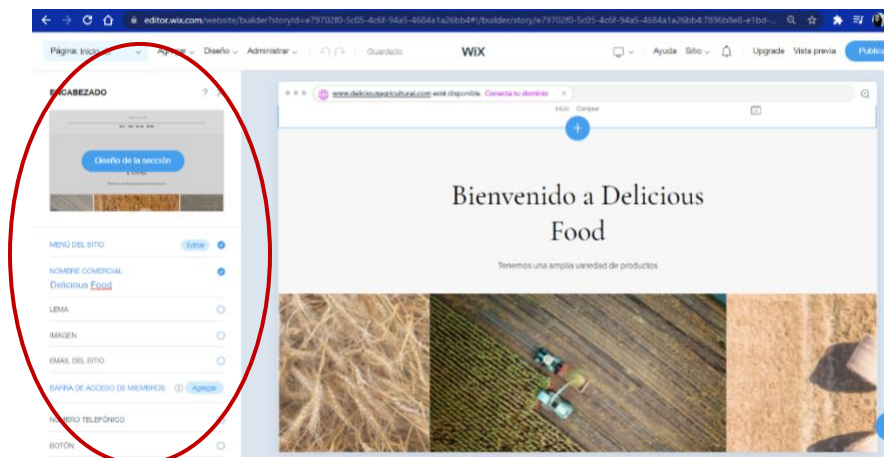 editor.wix.com/website/builder?storyId=e79702f0-5c05-4c6f-94a5-4684a1a26bb4#!/builder/story/e79702f0-5c05-4c6f-94a5-4684a1a26bb4:7896b8e8-e1bd-...
Página: Inicio Agregar Diseño Administrar Guardado WiX Ayuda Sitio Upgrade Vista previa Publica
ENCABEZADO ?
www.deliciousagricultural.com está disponible. Conecta tu dominio ×
Inicio Comprar
Diseño de la sección
Food
Bienvenido a Delicious
Food
Tenemos una amplia variedad de productos
MENÚ DEL SITIO Editar
NOMBRE COMERCIAL
Delicious Food
LEMA
IMAGEN
EMAIL DEL SITIO
BARRA DE ACCESO DE MIEMBROS Agregar
NÚMERO TELEFÓNICO
BOTÓN